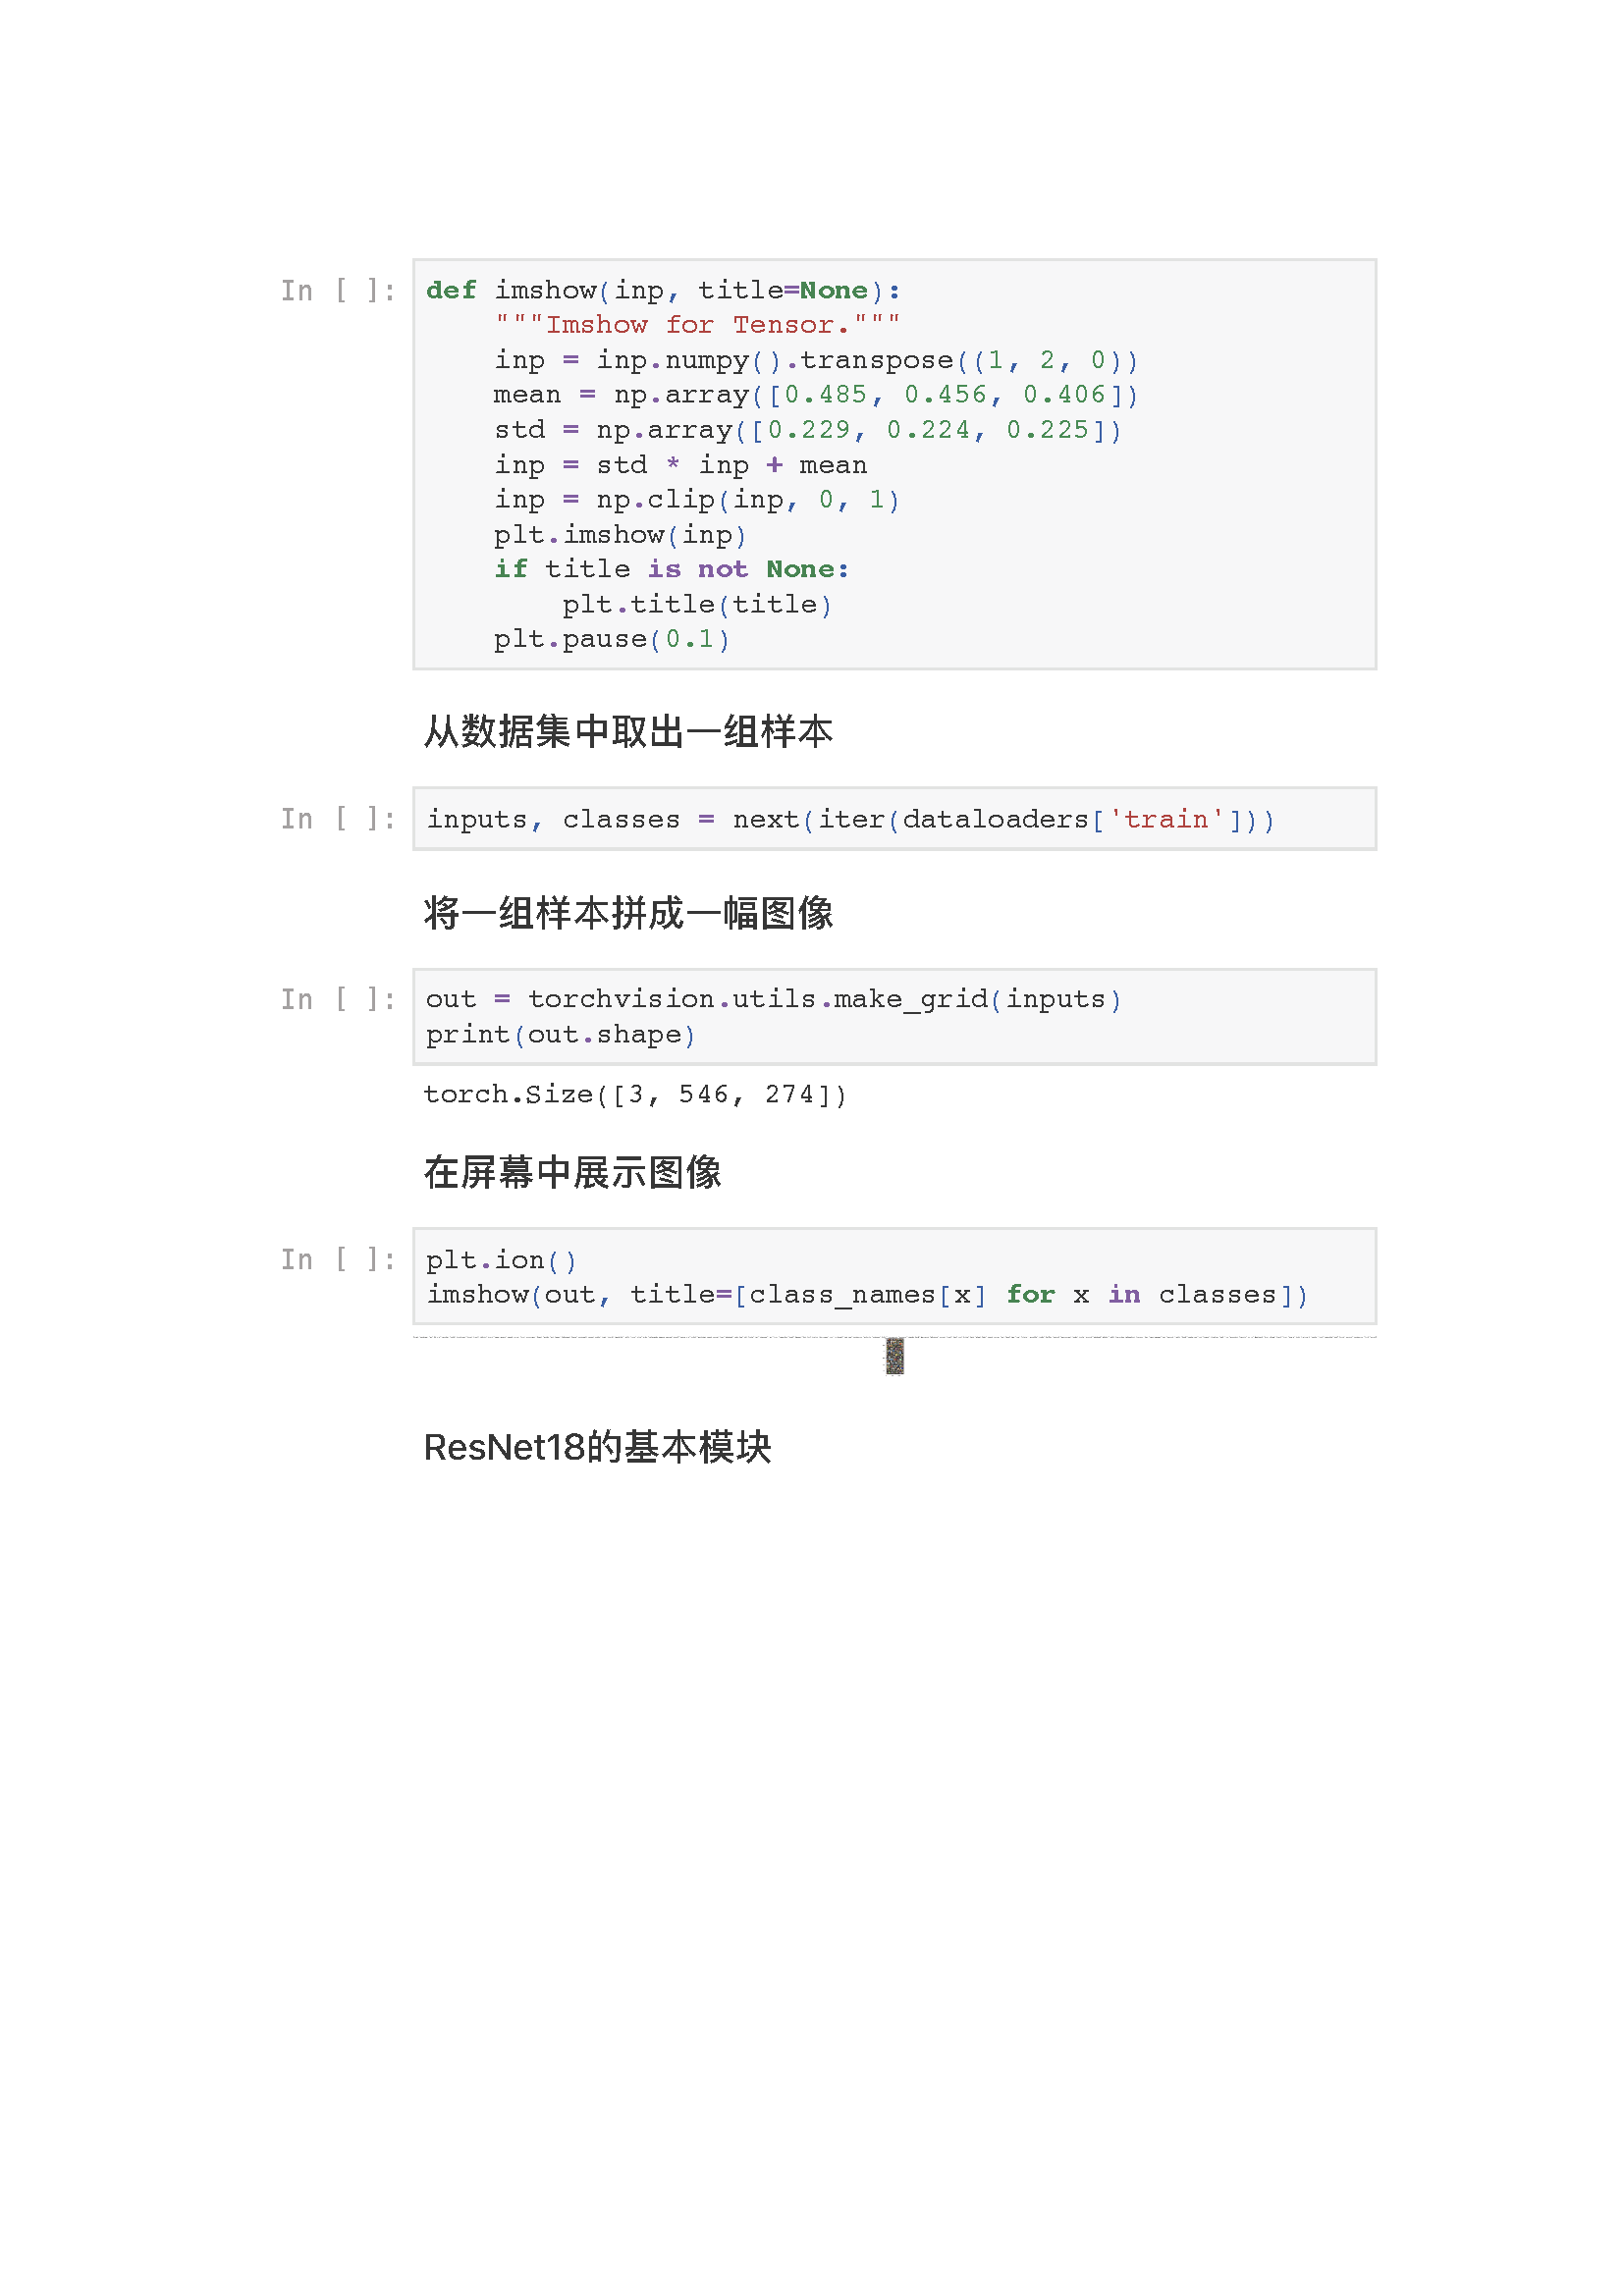 In [ ]: def imshow(inp, title=None):
    """Imshow for Tensor."""
    inp = inp.numpy().transpose((1, 2, 0))
    mean = np.array([0.485, 0.456, 0.406])
    std = np.array([0.229, 0.224, 0.225])
    inp = std * inp + mean
    inp = np.clip(inp, 0, 1)
    plt.imshow(inp)
    if title is not None:
        plt.title(title)
    plt.pause(0.1)
从数据集中取出一组样本
In [ ]: inputs, classes = next(iter(dataloaders['train']))
将一组样本拼成一幅图像
In [ ]: out = torchvision.utils.make_grid(inputs)
print(out.shape)
torch.Size([3, 546, 274])
在屏幕中展示图像
In [ ]: plt.ion()
imshow(out, title=[class_names[x] for x in classes])
ResNet18的基本模块